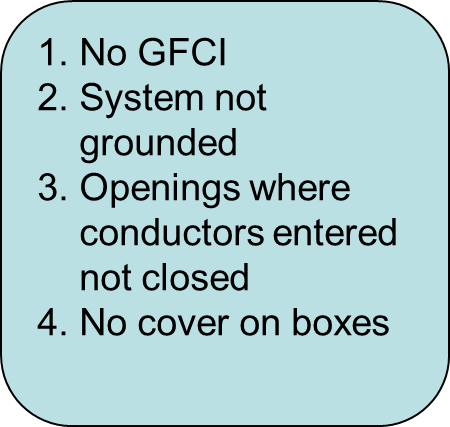 1. No GFCI
2. System not
grounded
3. Openings where
conductors entered
not closed
4. No cover on boxes